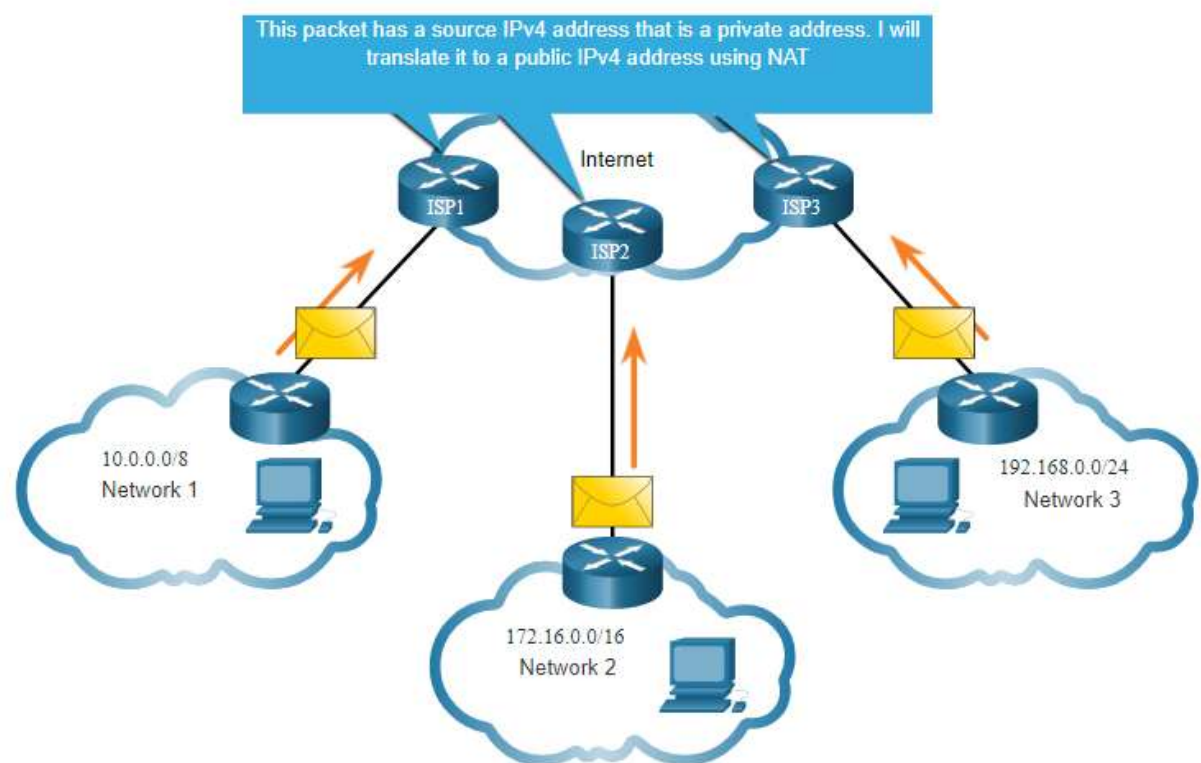 This packet has a source IPv4 address that is a private address. I will
translate it to a public IPv4 address using NAT
Internet
ISP1
ISP2
ISP3
10.0.0.0/8
Network 1
192.168.0.0/24
Network 3
172.16.0.0/16
Network 2